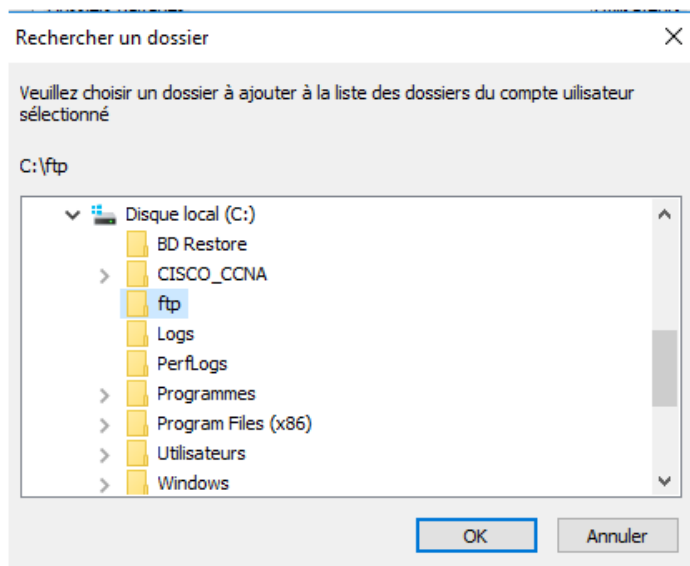 Rechercher un dossier
Veuillez choisir un dossier à ajouter à la liste des dossiers du compte uilisateur
sélectionné
C:\ftp
Disque local (C:)
BD Restore
CISCO_CCNA
ftp
Logs
PerfLogs
Programmes
Program Files (x86)
Utilisateurs
Windows
OK Annuler